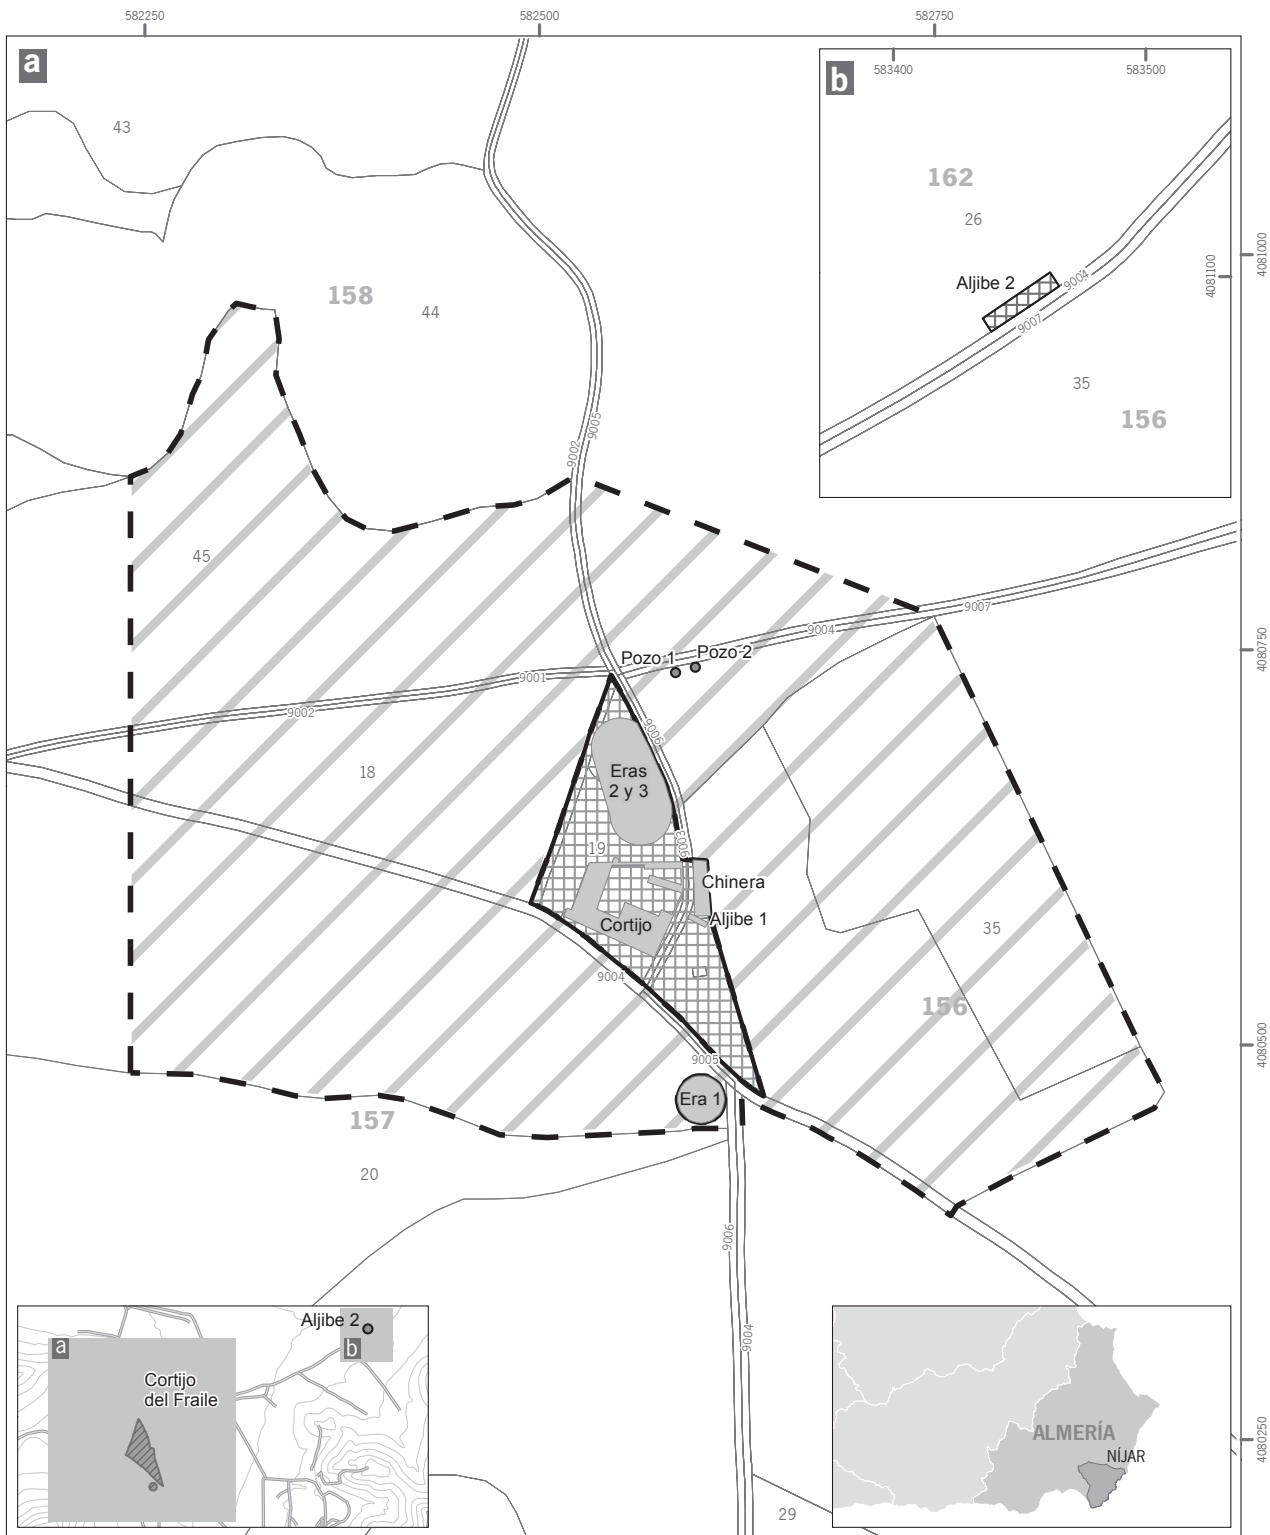 582250
582500
582750
a
b
583400
583500
43
162
26
4081000
4081100
Aljibe 2
9004
158
44
9007
35
156
9005
9002
45
9007
9004
Pozo 1
Pozo 2
4080750
9001
9002
9006
18
Eras
2 y 3
9003
19
Chinera
Aljibe 1
Cortijo
35
9004
156
4080500
9005
Era 1
157
20
9006
Aljibe 2
a
b
9004
Cortijo
del Fraile
ALMERÍA
NÍJAR
4080250
29